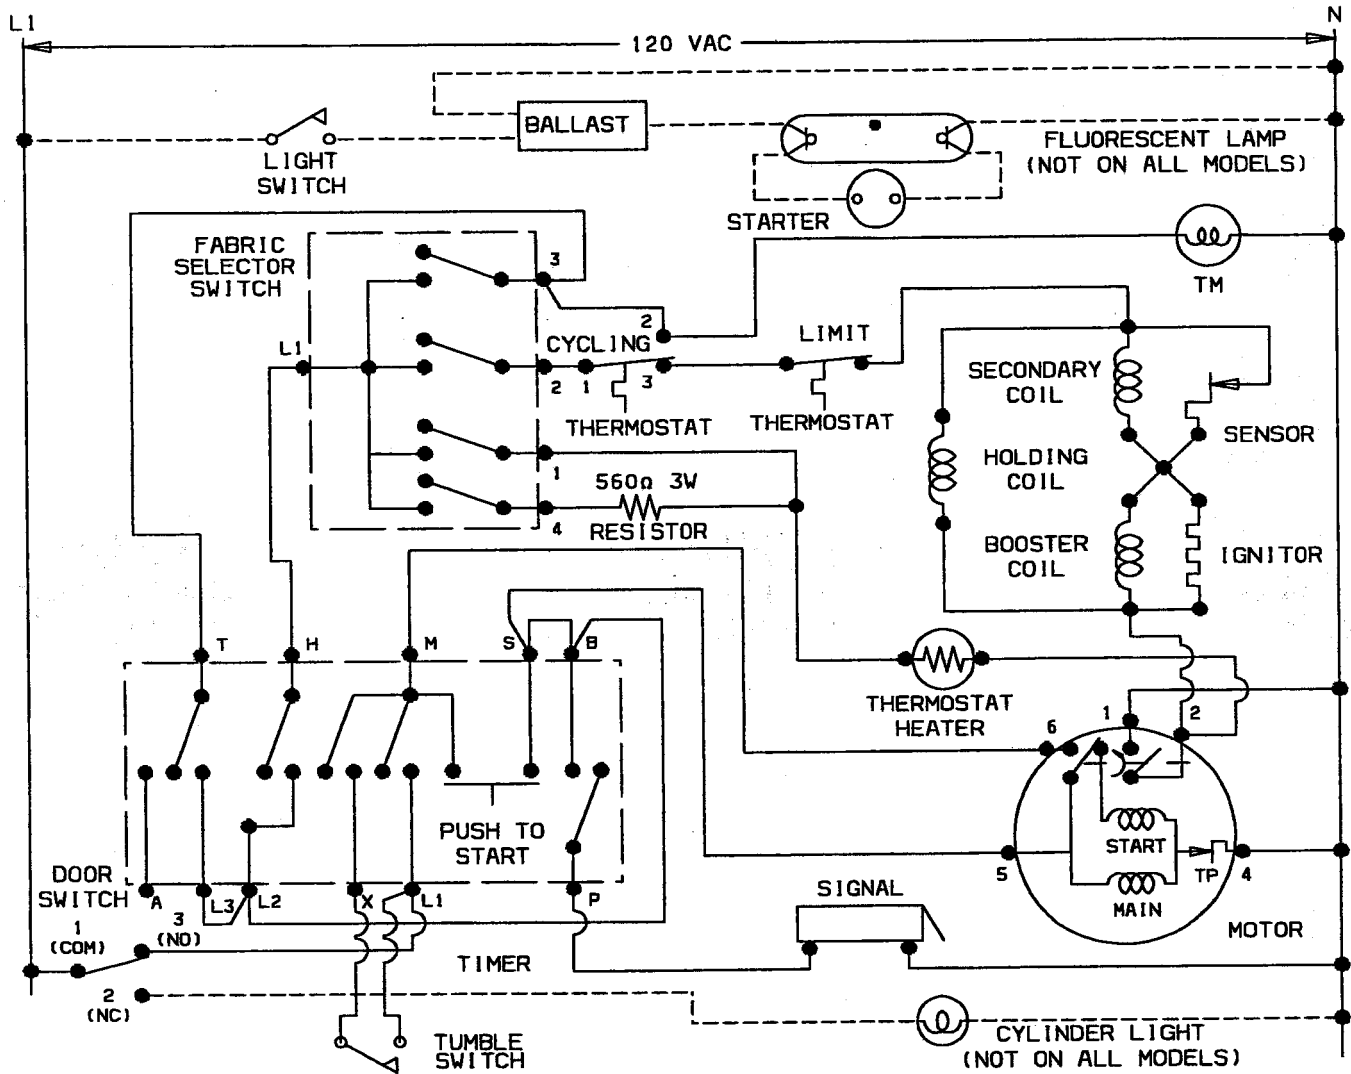 L1
N
120 VAC
BALLAST
LIGHT
SWITCH
FLUORESCENT LAMP
(NOT ON ALL MODELS)
STARTER
TM
FABRIC
SELECTOR
SWITCH
3
2
L1
CYCLING
LIMIT
2
1
3
THERMOSTAT
THERMOSTAT
SECONDARY
COIL
SENSOR
HOLDING
COIL
1
560Ω 3W
RESISTOR
4
BOOSTER
COIL
IGNITOR
T
H
M
S
B
THERMOSTAT
HEATER
6
1
2
PUSH TO
START
START
MAIN
TP
5
4
MOTOR
DOOR
SWITCH
A
L3
L2
X
L1
P
SIGNAL
1
(COM)
3
(NO)
TIMER
2
(NC)
TUMBLE
SWITCH
CYLINDER LIGHT
(NOT ON ALL MODELS)